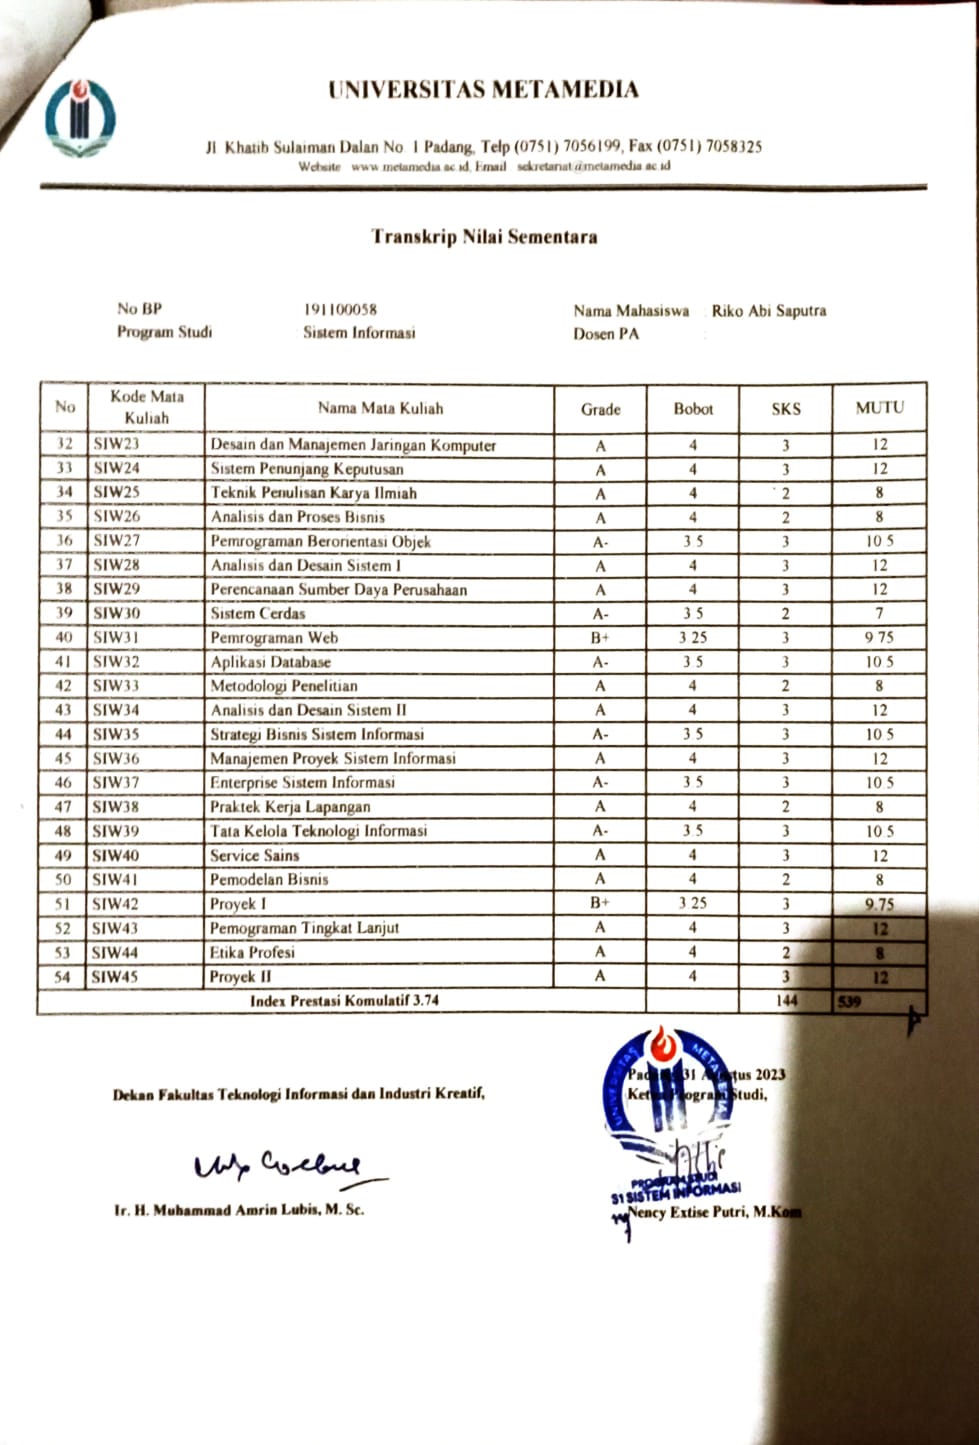 UNIVERSITAS METAMEDIA
Jl. Khatib Sulaiman Dalan No. 1 Padang, Telp (0751) 7056199, Fax (0751) 7058325
Website www.metamedia.ac.id, Email sekretariat@metamedia.ac.id
Transkrip Nilai Sementara
No BP 191100058 Nama Mahasiswa : Riko Abi Saputra
Program Studi Sistem Informasi Dosen PA :
No Kode Mata Kuliah Nama Mata Kuliah Grade Bobot SKS MUTU
32 SIW23 Desain dan Manajemen Jaringan Komputer A 4 3 12
33 SIW24 Sistem Penunjang Keputusan A 4 3 12
34 SIW25 Teknik Penulisan Karya Ilmiah A 4 2 8
35 SIW26 Analisis dan Proses Bisnis A 4 2 8
36 SIW27 Pemrograman Berorientasi Objek A- 3.5 3 10.5
37 SIW28 Analisis dan Desain Sistem I A 4 3 12
38 SIW29 Perencanaan Sumber Daya Perusahaan A 4 3 12
39 SIW30 Sistem Cerdas A- 3.5 2 7
40 SIW31 Pemrograman Web B+ 3.25 3 9.75
41 SIW32 Aplikasi Database A- 3.5 3 10.5
42 SIW33 Metodologi Penelitian A 4 2 8
43 SIW34 Analisis dan Desain Sistem II A 4 3 12
44 SIW35 Strategi Bisnis Sistem Informasi A- 3.5 3 10.5
45 SIW36 Manajemen Proyek Sistem Informasi A 4 3 12
46 SIW37 Enterprise Sistem Informasi A- 3.5 3 10.5
47 SIW38 Praktek Kerja Lapangan A 4 2 8
48 SIW39 Tata Kelola Teknologi Informasi A- 3.5 3 10.5
49 SIW40 Service Sains A 4 3 12
50 SIW41 Pemodelan Bisnis A 4 2 8
51 SIW42 Proyek I B+ 3.25 3 9.75
52 SIW43 Pemograman Tingkat Lanjut A 4 3 12
53 SIW44 Etika Profesi A 4 2 8
54 SIW45 Proyek II A 4 3 12
Index Prestasi Komulatif 3.74 144 539
Padang, 31 Agustus 2023
Dekan Fakultas Teknologi Informasi dan Industri Kreatif, Ketua Program Studi,
UNIVERSITAS METAMEDIA
PROGRAM STUDI
S1 SISTEM INFORMASI
Ir. H. Muhammad Amrin Lubis, M. Sc. Nency Extise Putri, M.Kom